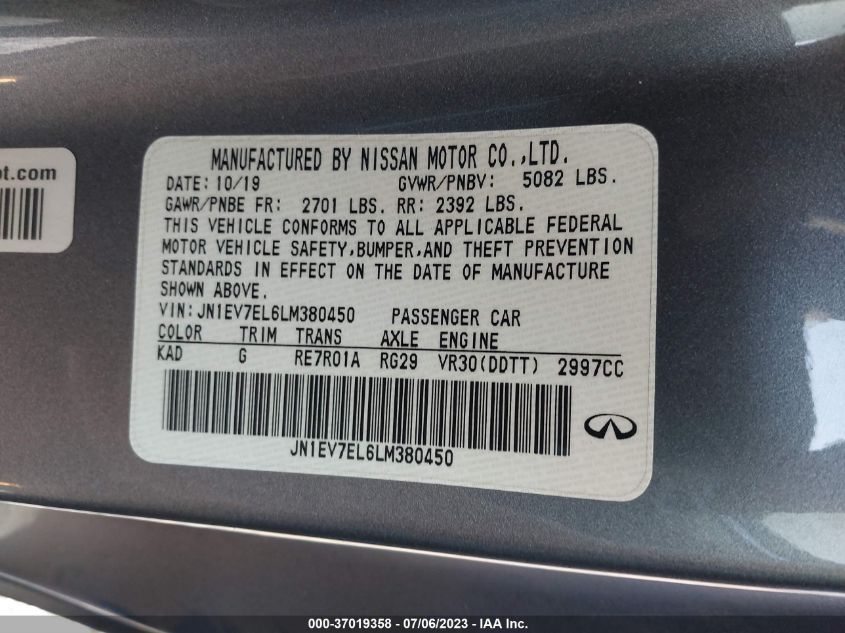 ot.com
MANUFACTURED BY NISSAN MOTOR CO.,LTD.
DATE: 10/19 GVWR/PNBV: 5082 LBS.
GAWR/PNBE FR: 2701 LBS. RR: 2392 LBS.
THIS VEHICLE CONFORMS TO ALL APPLICABLE FEDERAL
MOTOR VEHICLE SAFETY,BUMPER,AND THEFT PREVENTION
STANDARDS IN EFFECT ON THE DATE OF MANUFACTURE
SHOWN ABOVE.
VIN:JN1EV7EL6LM380450 PASSENGER CAR
COLOR TRIM TRANS AXLE ENGINE
KAD G RE7R01A RG29 VR30(DDTT) 2997CC
JN1EV7EL6LM380450
000-37019358 - 07/06/2023 - IAA Inc.